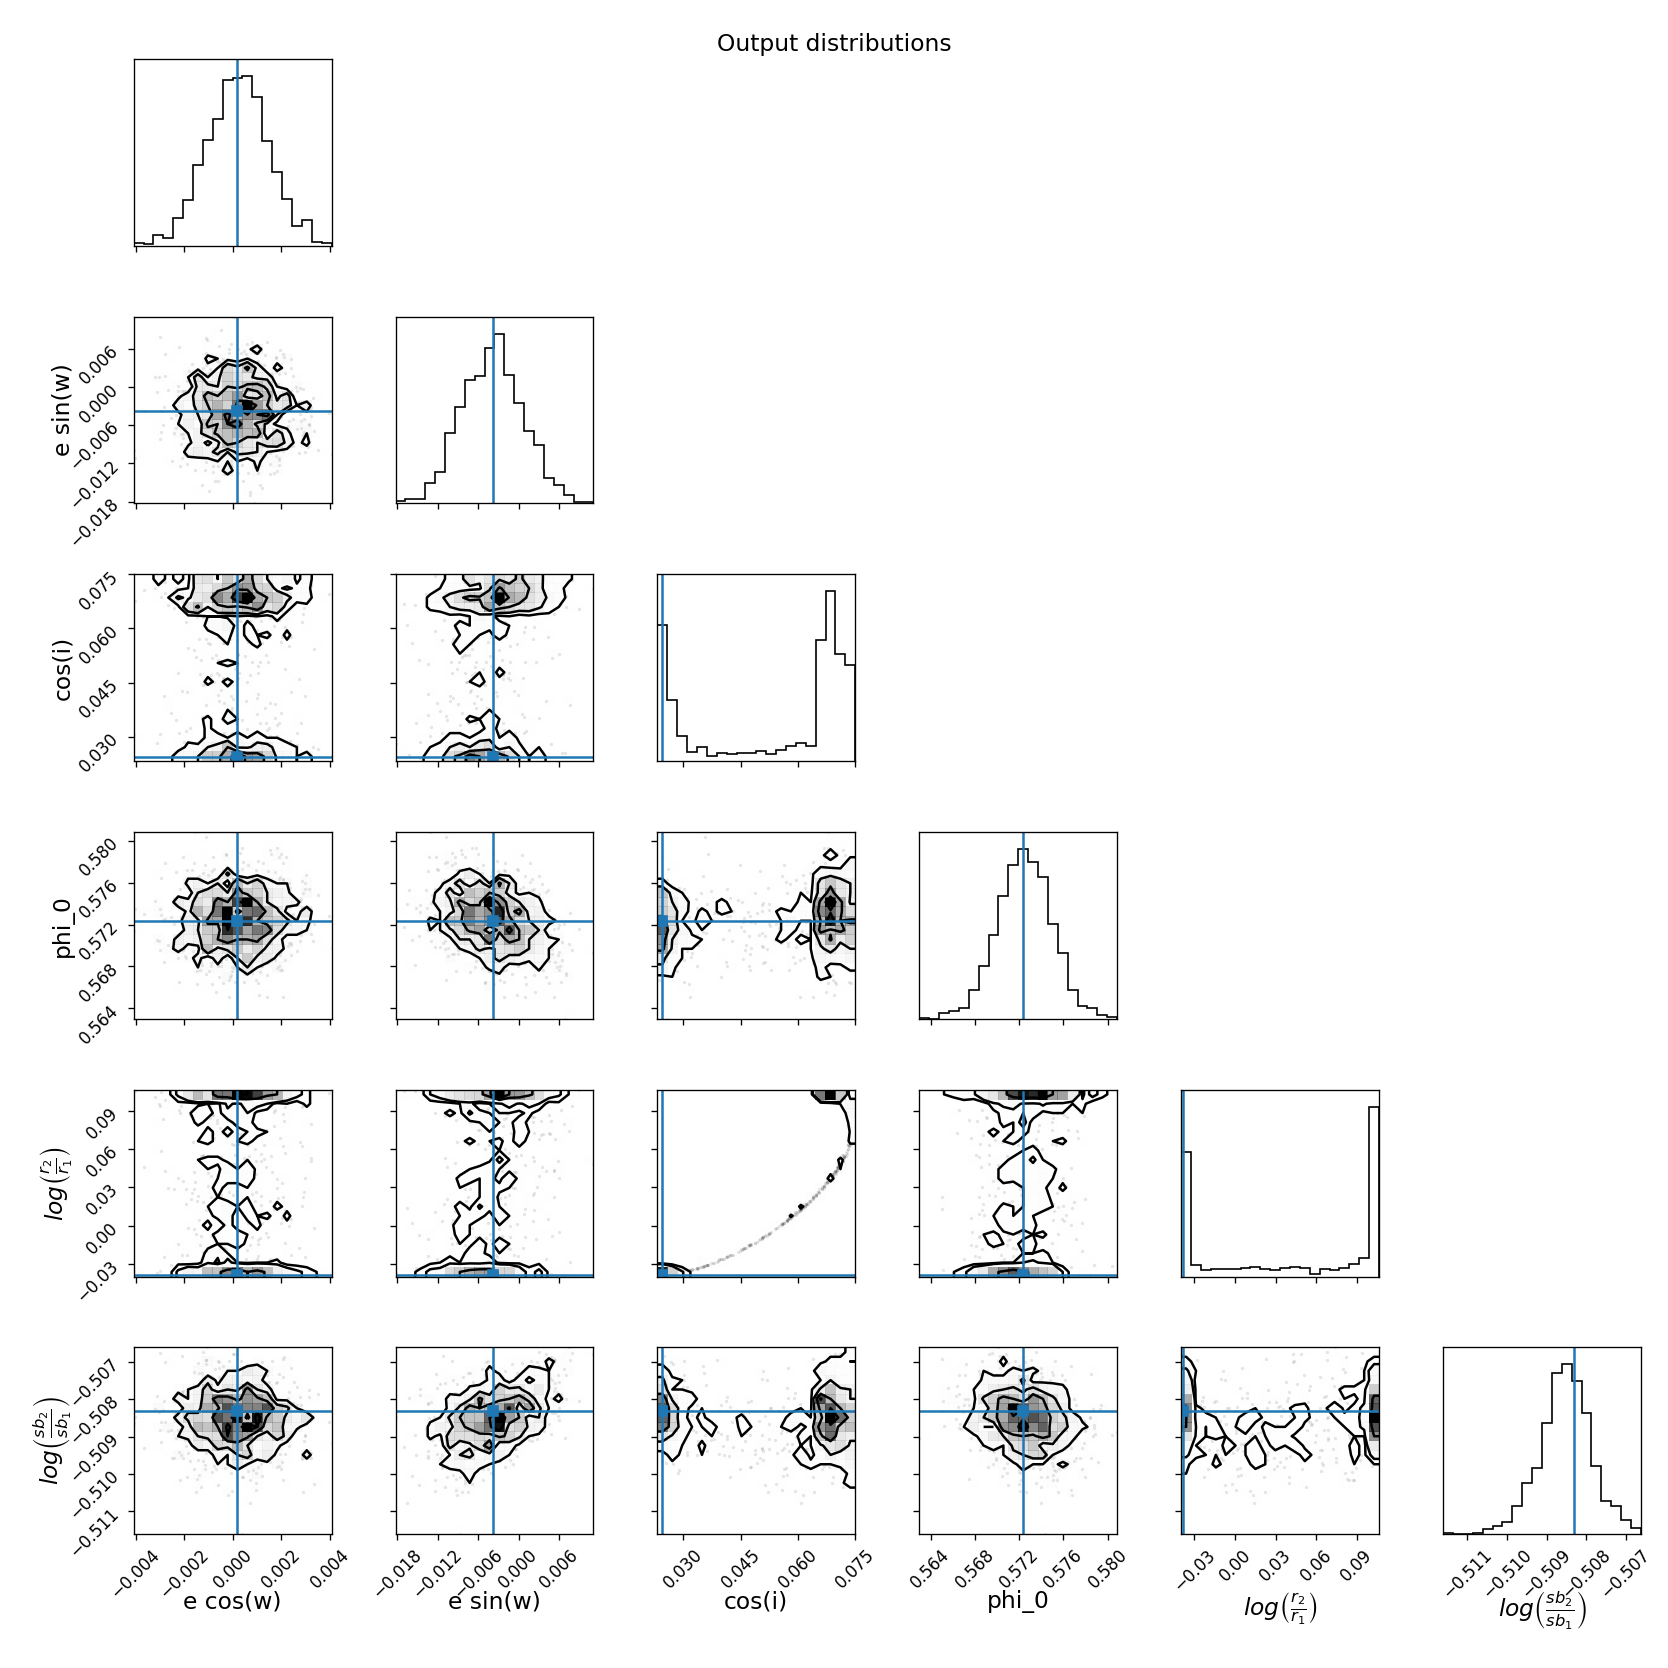 Output distributions
e sin(w)
0.006
0.000
−0.006
−0.012
−0.018
cos(i)
0.075
0.060
0.045
0.030
phi_0
0.580
0.576
0.572
0.568
0.564
log(r2/r1)
0.09
0.06
0.03
0.00
−0.03
log(sb2/sb1)
−0.507
−0.508
−0.509
−0.510
−0.511
−0.004 −0.002 0.000 0.002 0.004
−0.018 −0.012 −0.006 0.000 0.006
0.030 0.045 0.060 0.075
0.564 0.568 0.572 0.576 0.580
−0.03 0.00 0.03 0.06 0.09
−0.511 −0.510 −0.509 −0.508 −0.507
e cos(w) e sin(w) cos(i) phi_0 log(r2/r1) log(sb2/sb1)